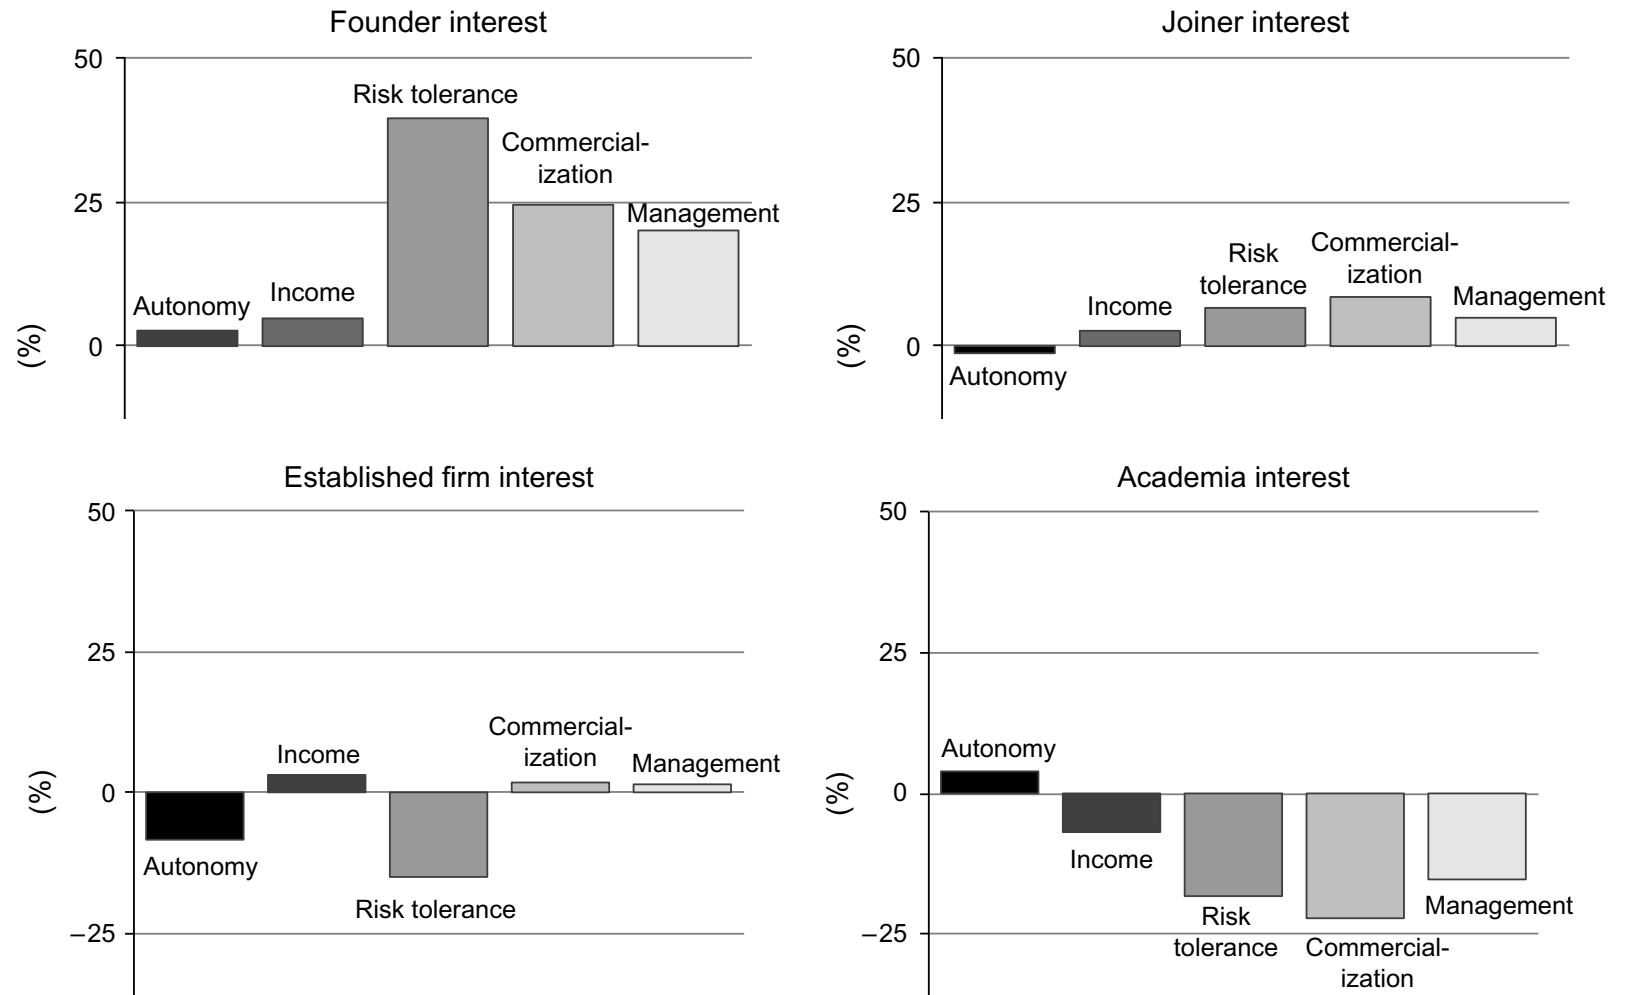 Founder interest
50
25
0
(%)
Autonomy
Income
Risk tolerance
Commercial-
ization
Management
Joiner interest
50
25
0
(%)
Autonomy
Income
Risk
tolerance
Commercial-
ization
Management
Established firm interest
50
25
0
–25
(%)
Autonomy
Income
Risk tolerance
Commercial-
ization
Management
Academia interest
50
25
0
–25
(%)
Autonomy
Income
Risk
tolerance
Commercial-
ization
Management